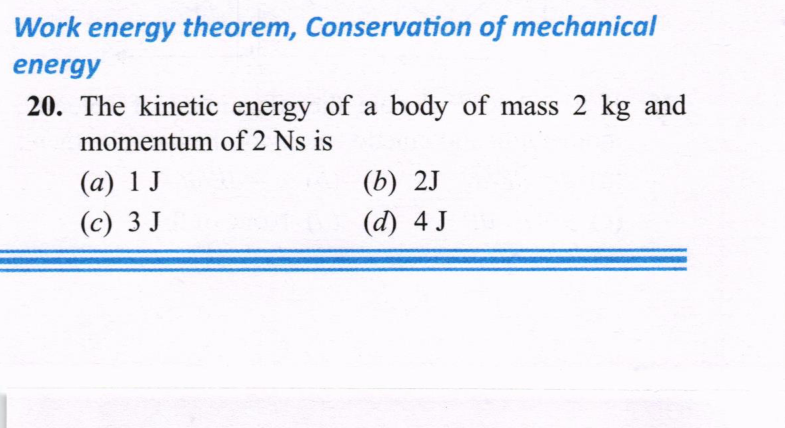 Work energy theorem, Conservation of mechanical
energy
20. The kinetic energy of a body of mass 2 kg and
momentum of 2 Ns is
(a) 1 J (b) 2J
(c) 3 J (d) 4 J